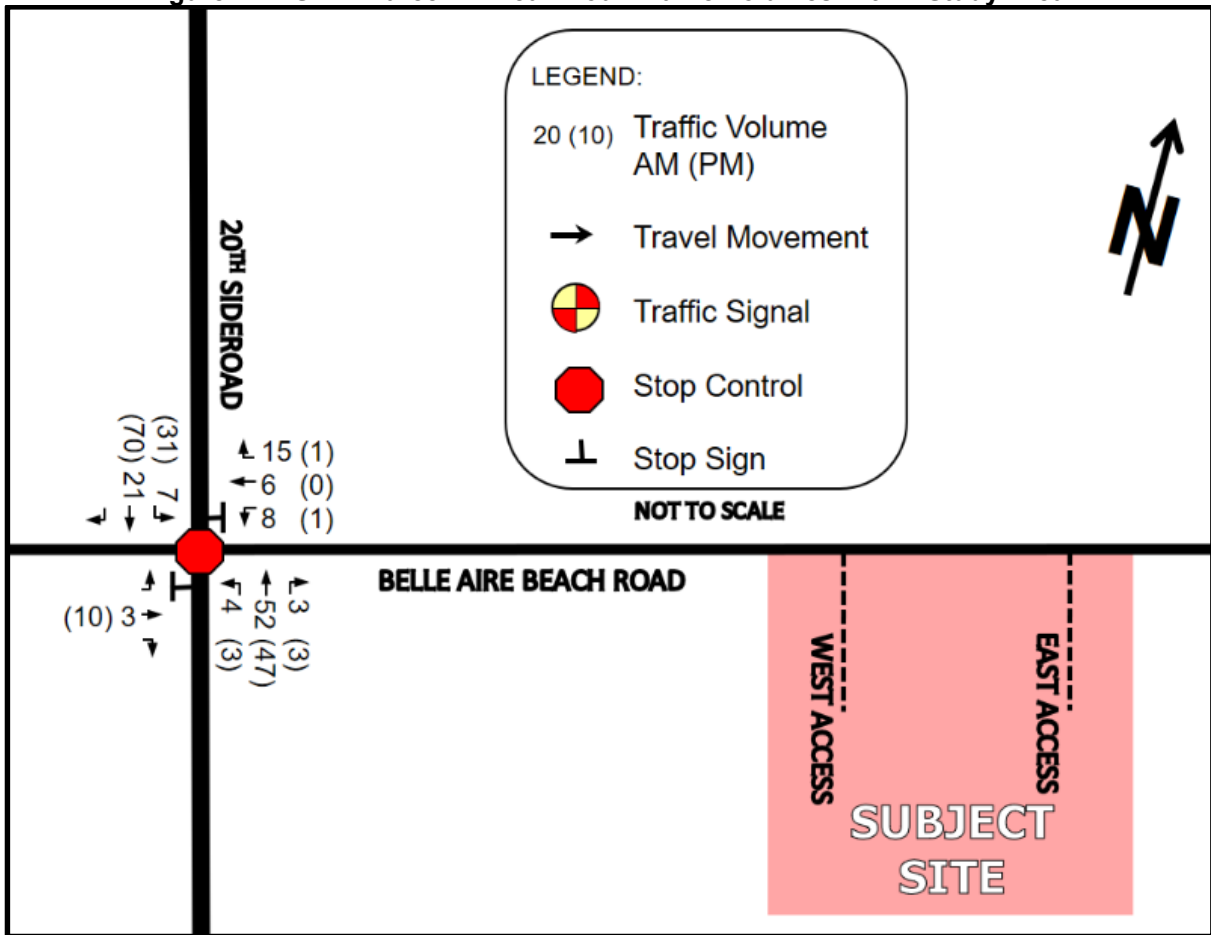 LEGEND:
20 (10) Traffic Volume
AM (PM)
Travel Movement
Traffic Signal
Stop Control
Stop Sign
NOT TO SCALE
N
20TH SIDEROAD
(70) 21
(31) 7
15 (1)
6 (0)
8 (1)
(10) 3
4 (3)
52 (47)
3 (3)
BELLE AIRE BEACH ROAD
WEST ACCESS
EAST ACCESS
SUBJECT
SITE